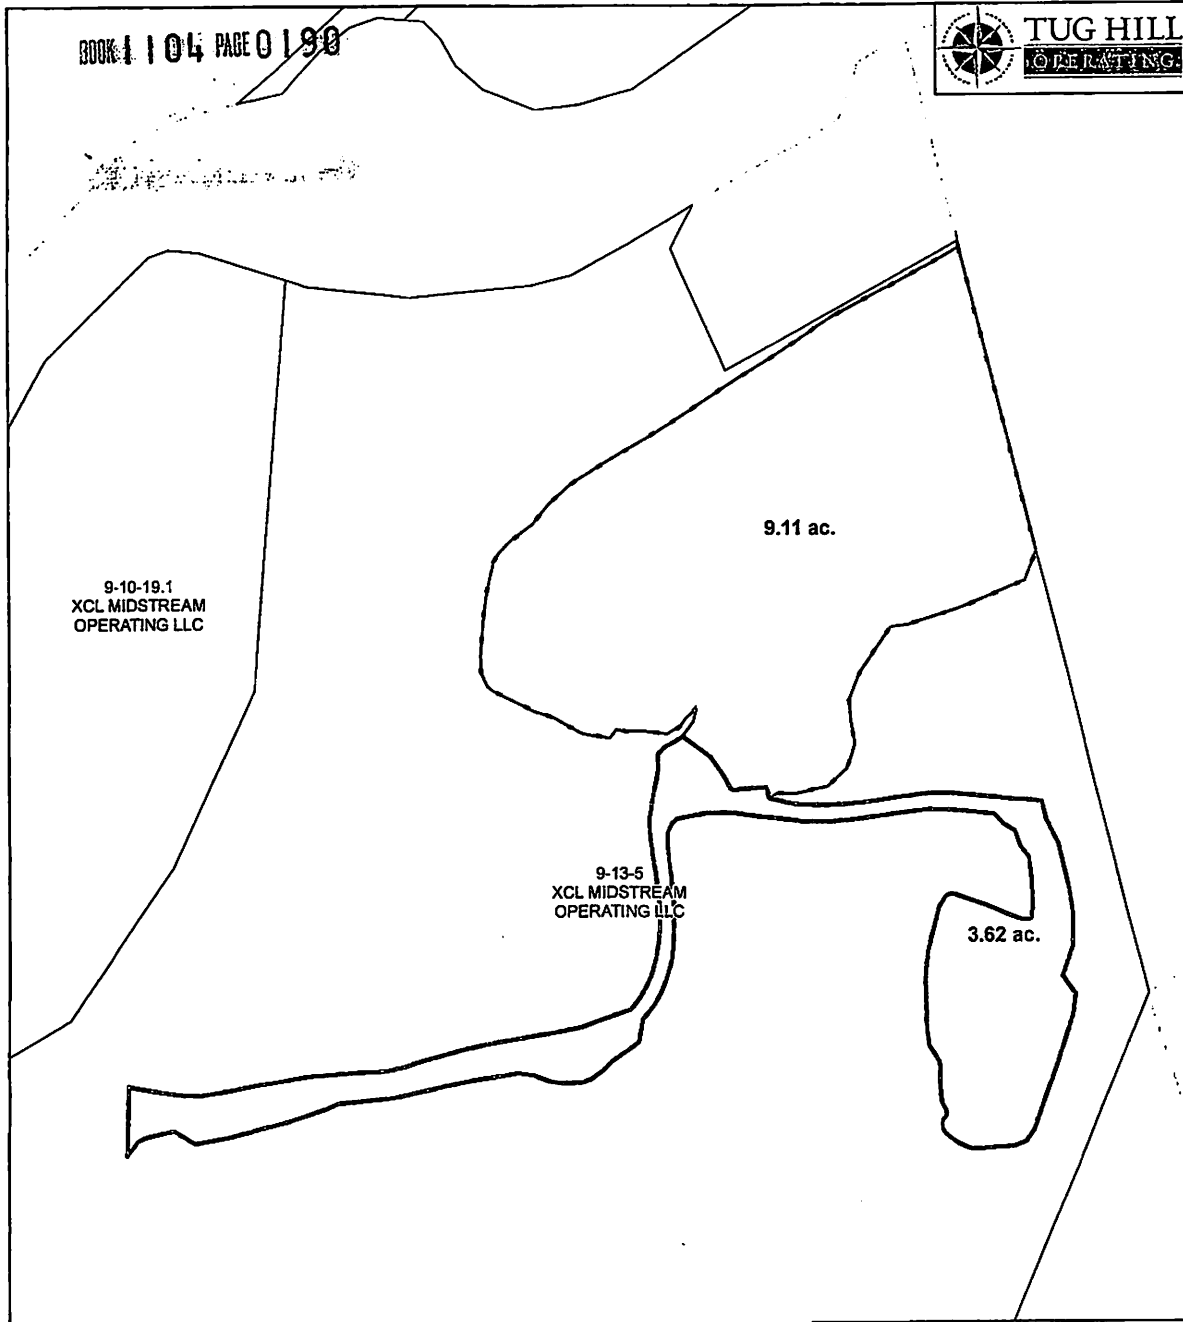 BOOK 1104 PAGE 0190
TUG HILL
OPERATING
9.11 ac.
9-10-19.1
XCL MIDSTREAM
OPERATING LLC
9-13-5
XCL MIDSTREAM
OPERATING LLC
3.62 ac.